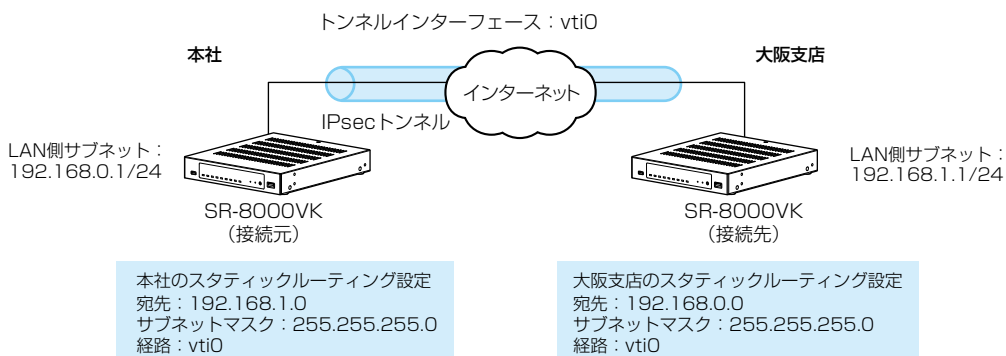 トンネルインターフェース：vti0
本社
大阪支店
インターネット
IPsecトンネル
LAN側サブネット：
192.168.0.1/24
LAN側サブネット：
192.168.1.1/24
SR-8000VK
（接続元）
SR-8000VK
（接続先）
本社のスタティックルーティング設定
宛先：192.168.1.0
サブネットマスク：255.255.255.0
経路：vti0
大阪支店のスタティックルーティング設定
宛先：192.168.0.0
サブネットマスク：255.255.255.0
経路：vti0